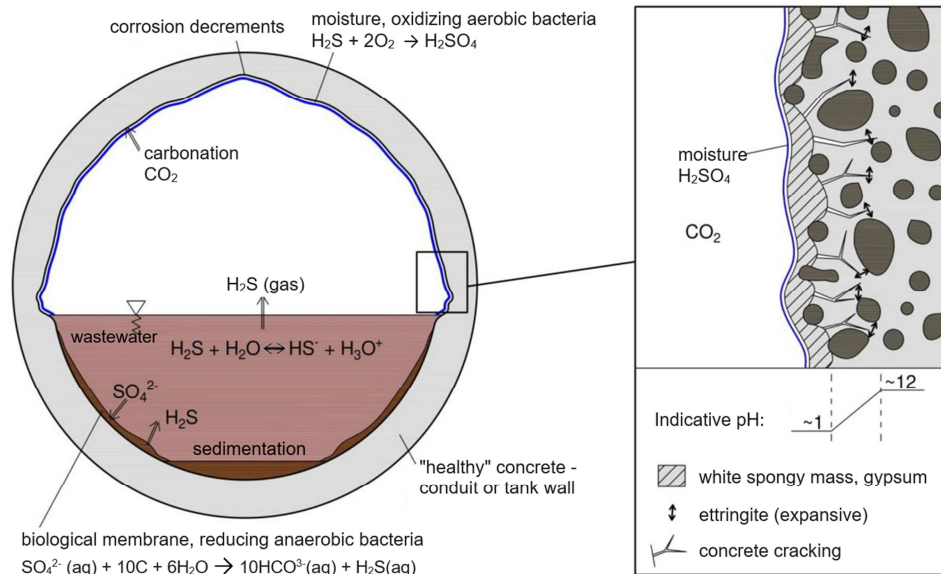 corrosion decrements
moisture, oxidizing aerobic bacteria
H₂S + 2O₂ → H₂SO₄
carbonation
CO₂
H₂S (gas)
wastewater
H₂S + H₂O ↔ HS⁻ + H₃O⁺
SO₄²⁻
H₂S
sedimentation
"healthy" concrete -
conduit or tank wall
biological membrane, reducing anaerobic bacteria
SO₄²⁻ (aq) + 10C + 6H₂O → 10HCO³⁻(aq) + H₂S(aq)
moisture
H₂SO₄
CO₂
Indicative pH:
~1
~12
white spongy mass, gypsum
ettringite (expansive)
concrete cracking